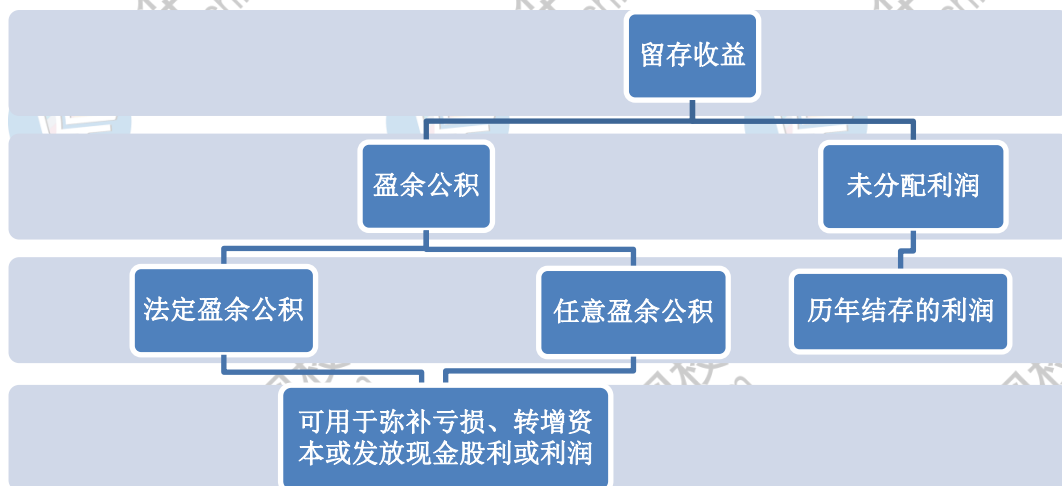 留存收益
盈余公积
未分配利润
法定盈余公积
任意盈余公积
历年结存的利润
可用于弥补亏损、转增资
本或发放现金股利或利润